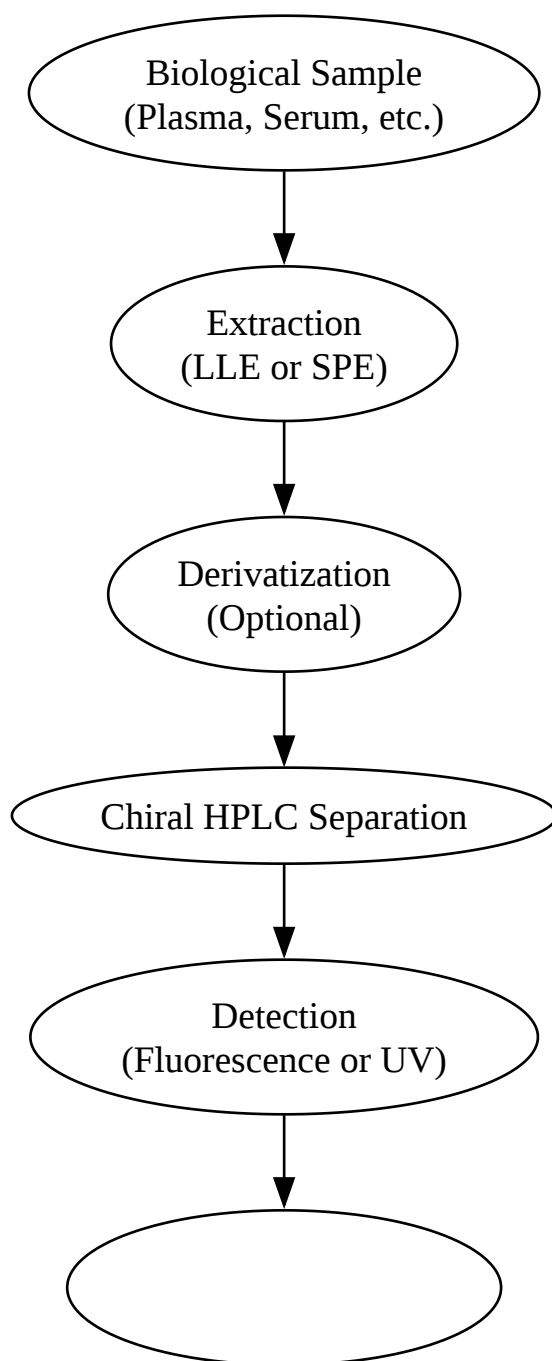 Biological Sample
(Plasma, Serum, etc.)
Extraction
(LLE or SPE)
Derivatization
(Optional)
Chiral HPLC Separation
Detection
(Fluorescence or UV)